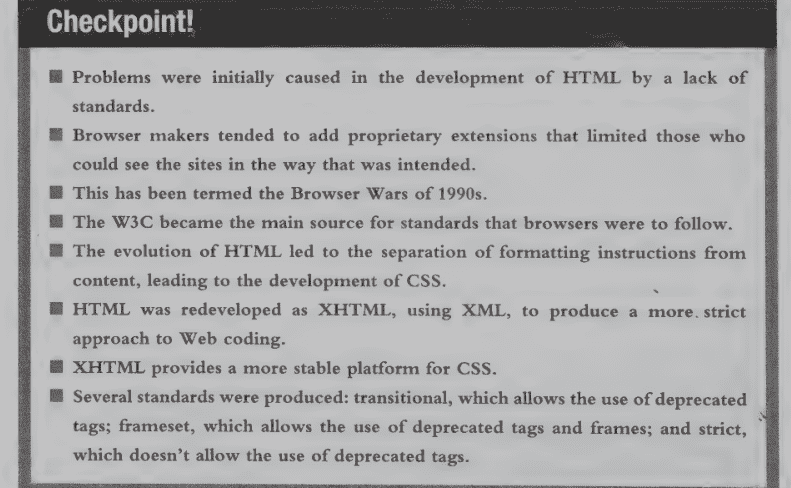 Checkpoint!
■ Problems were initially caused in the development of HTML by a lack of
standards.
■ Browser makers tended to add proprietary extensions that limited those who
could see the sites in the way that was intended.
■ This has been termed the Browser Wars of 1990s.
■ The W3C became the main source for standards that browsers were to follow.
■ The evolution of HTML led to the separation of formatting instructions from
content, leading to the development of CSS.
■ HTML was redeveloped as XHTML, using XML, to produce a more strict
approach to Web coding.
■ XHTML provides a more stable platform for CSS.
■ Several standards were produced: transitional, which allows the use of deprecated
tags; frameset, which allows the use of deprecated tags and frames; and strict,
which doesn't allow the use of deprecated tags.